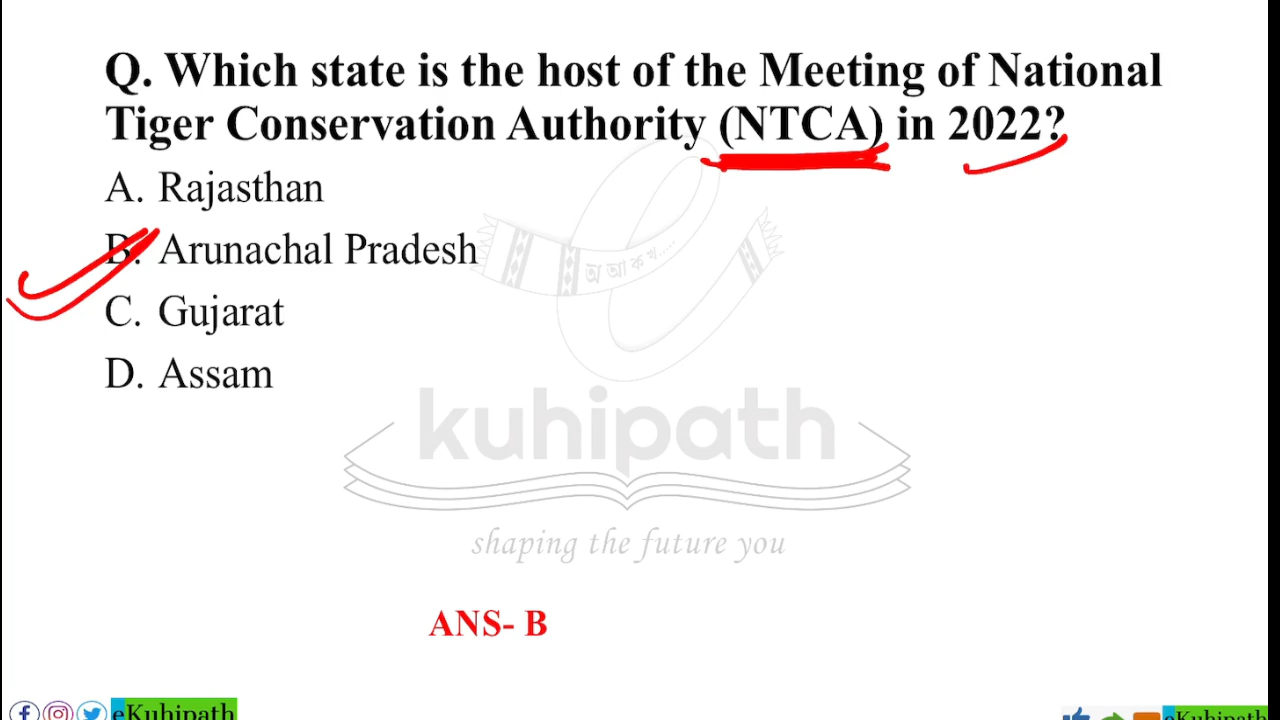 Q. Which state is the host of the Meeting of National
Tiger Conservation Authority (NTCA) in 2022?
A. Rajasthan
B. Arunachal Pradesh
C. Gujarat
D. Assam
অ আ ক খ....
kuhipath
shaping the future you
ANS- B
eKuhipath
eKuhipath